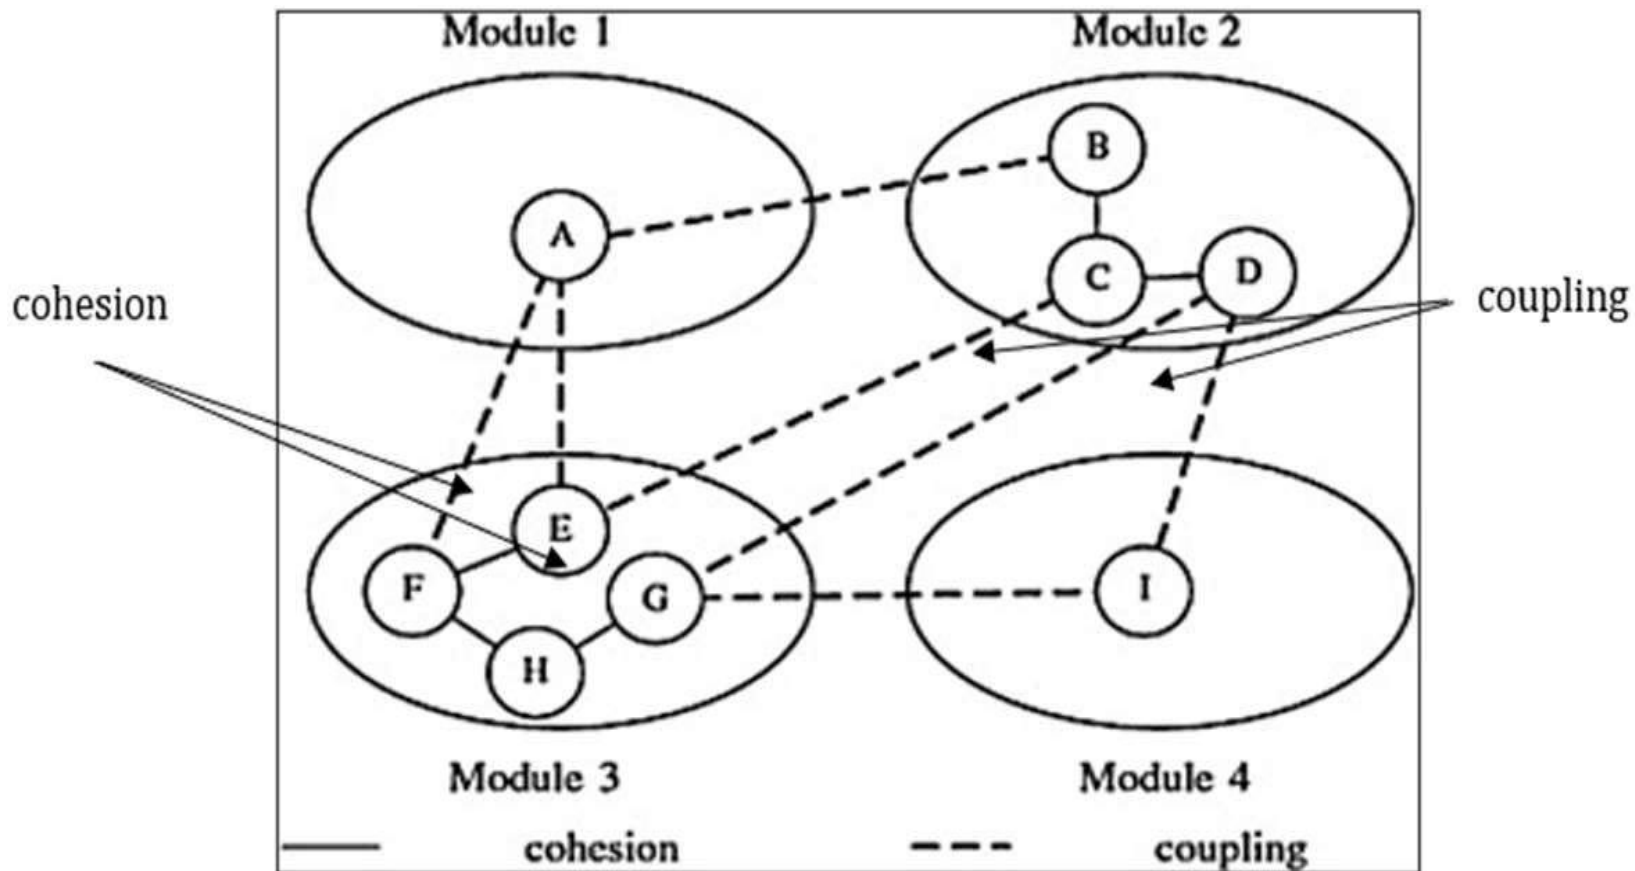 Module 1
Module 2
B
A
C
D
cohesion
coupling
E
F
G
I
H
Module 3
Module 4
cohesion
coupling